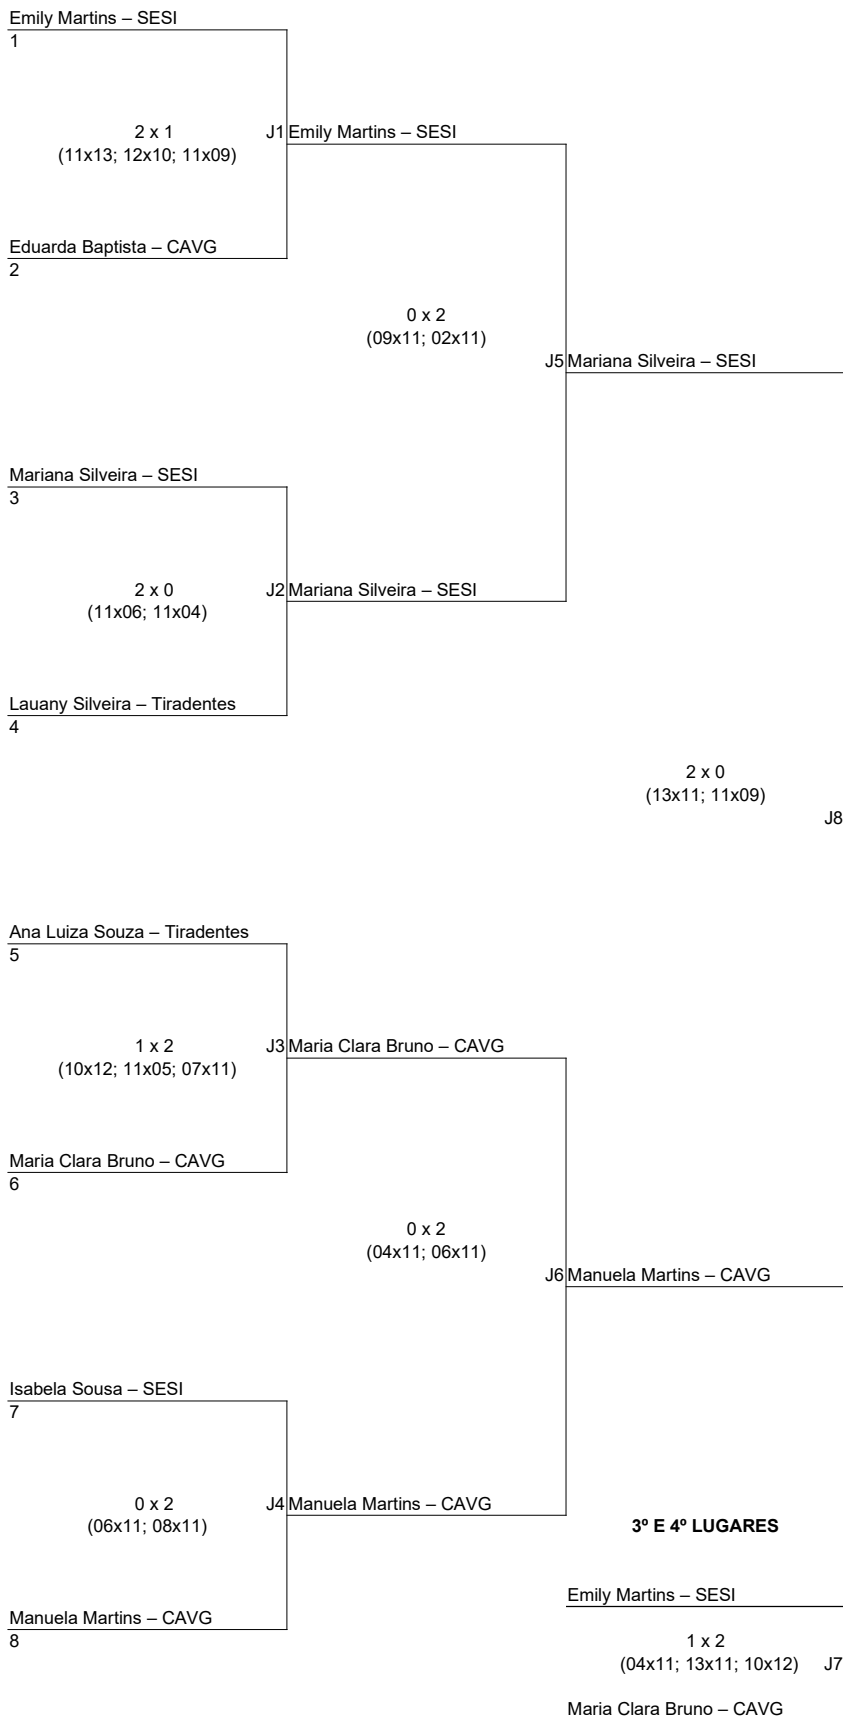 Emily Martins – SESI
1
2 x 1
(11x13; 12x10; 11x09)
J1 Emily Martins – SESI
Eduarda Baptista – CAVG
2
0 x 2
(09x11; 02x11)
J5 Mariana Silveira – SESI
Mariana Silveira – SESI
3
2 x 0
(11x06; 11x04)
J2 Mariana Silveira – SESI
Lauany Silveira – Tiradentes
4
2 x 0
(13x11; 11x09)
J8
Ana Luiza Souza – Tiradentes
5
1 x 2
(10x12; 11x05; 07x11)
J3 Maria Clara Bruno – CAVG
Maria Clara Bruno – CAVG
6
0 x 2
(04x11; 06x11)
J6 Manuela Martins – CAVG
Isabela Sousa – SESI
7
0 x 2
(06x11; 08x11)
J4 Manuela Martins – CAVG
Manuela Martins – CAVG
8
3º E 4º LUGARES
Emily Martins – SESI
1 x 2
(04x11; 13x11; 10x12) J7
Maria Clara Bruno – CAVG